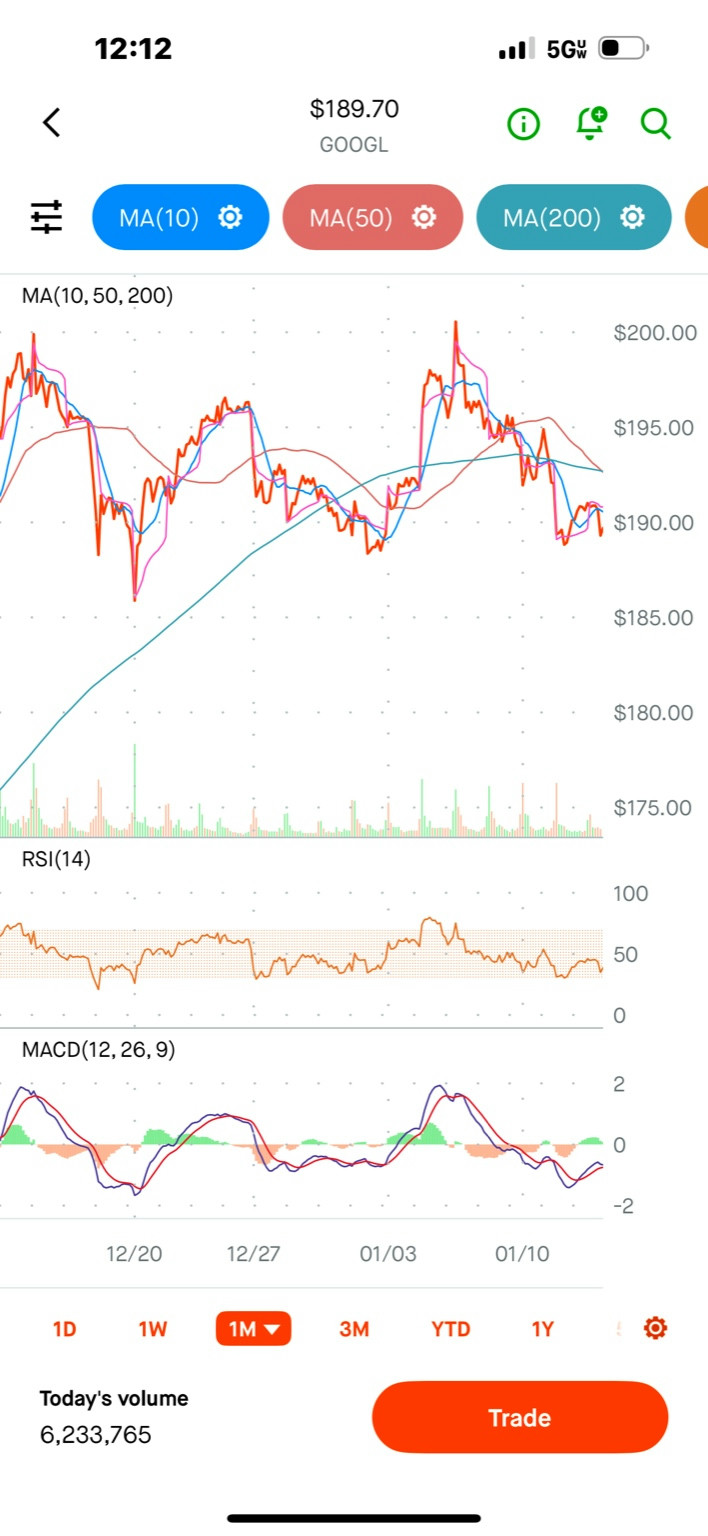 12:12
5GUW
$189.70
GOOGL
MA(10) MA(50) MA(200)
MA(10, 50, 200)
$200.00
$195.00
$190.00
$185.00
$180.00
$175.00
RSI(14)
100
50
0
MACD(12, 26, 9)
2
0
-2
12/20 12/27 01/03 01/10
1D 1W 1M 3M YTD 1Y
Today's volume
6,233,765
Trade